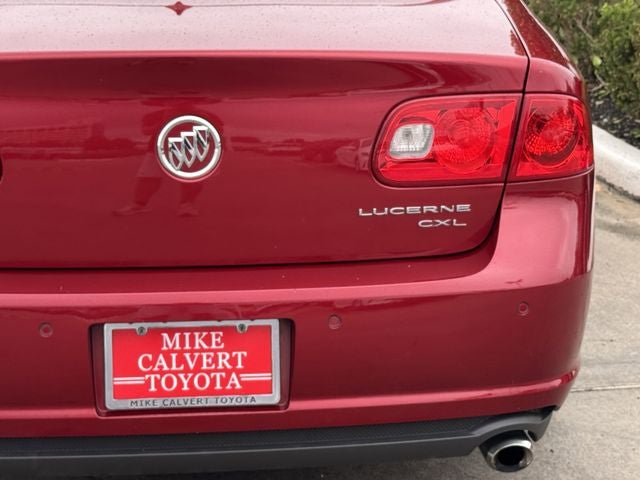 LUCERNE
CXL
MIKE
CALVERT
TOYOTA
MIKE CALVERT TOYOTA